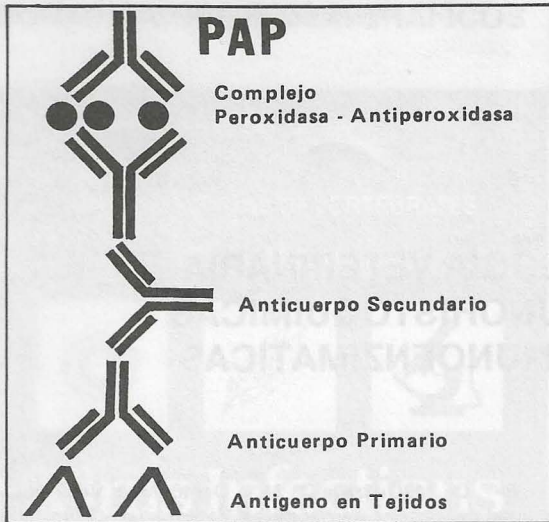 PAP
Complejo
Peroxidasa - Antiperoxidasa
Anticuerpo Secundario
Anticuerpo Primario
Antigeno en Tejidos